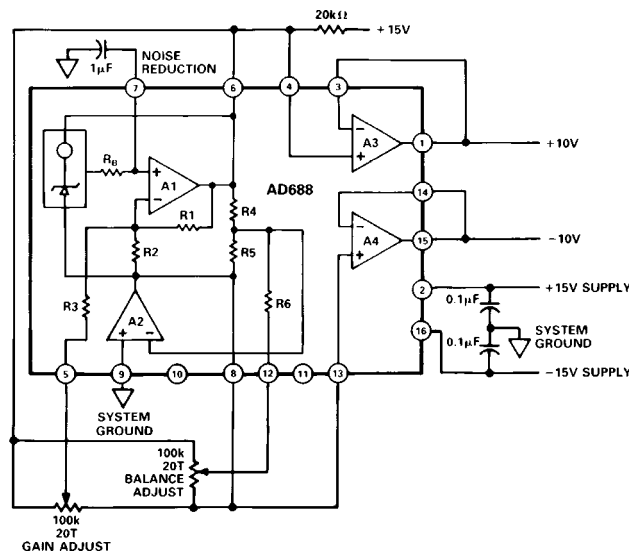 20kΩ
+15V
NOISE
REDUCTION
1μF
7
6
4
3
RB
+
−
A1
AD688
−
+
A3
1
+10V
R1
R4
14
R2
R5
−
+
A4
15
−10V
R3
R6
2
+15V SUPPLY
A2
+
−
0.1μF
16
SYSTEM
GROUND
0.1μF
−15V SUPPLY
5
9
10
8
12
11
13
SYSTEM
GROUND
100k
20T
BALANCE
ADJUST
100k
20T
GAIN ADJUST